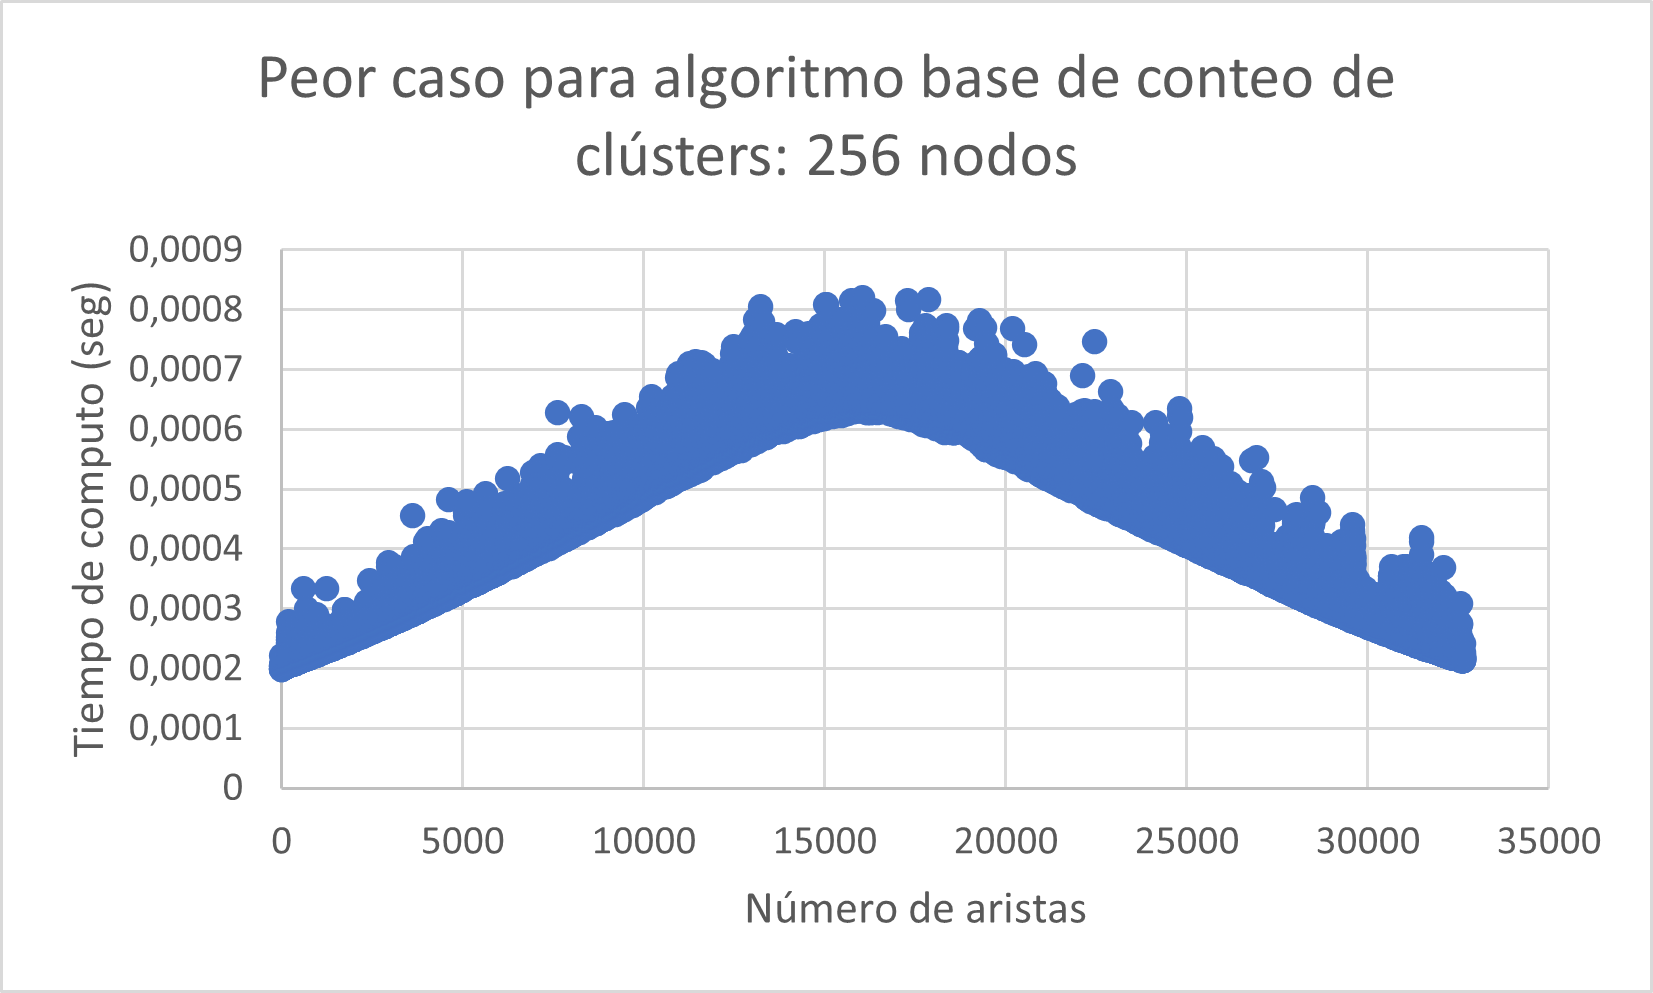 Peor caso para algoritmo base de conteo de
clústers: 256 nodos
Tiempo de computo (seg)
0,0009
0,0008
0,0007
0,0006
0,0005
0,0004
0,0003
0,0002
0,0001
0
0 5000 10000 15000 20000 25000 30000 35000
Número de aristas